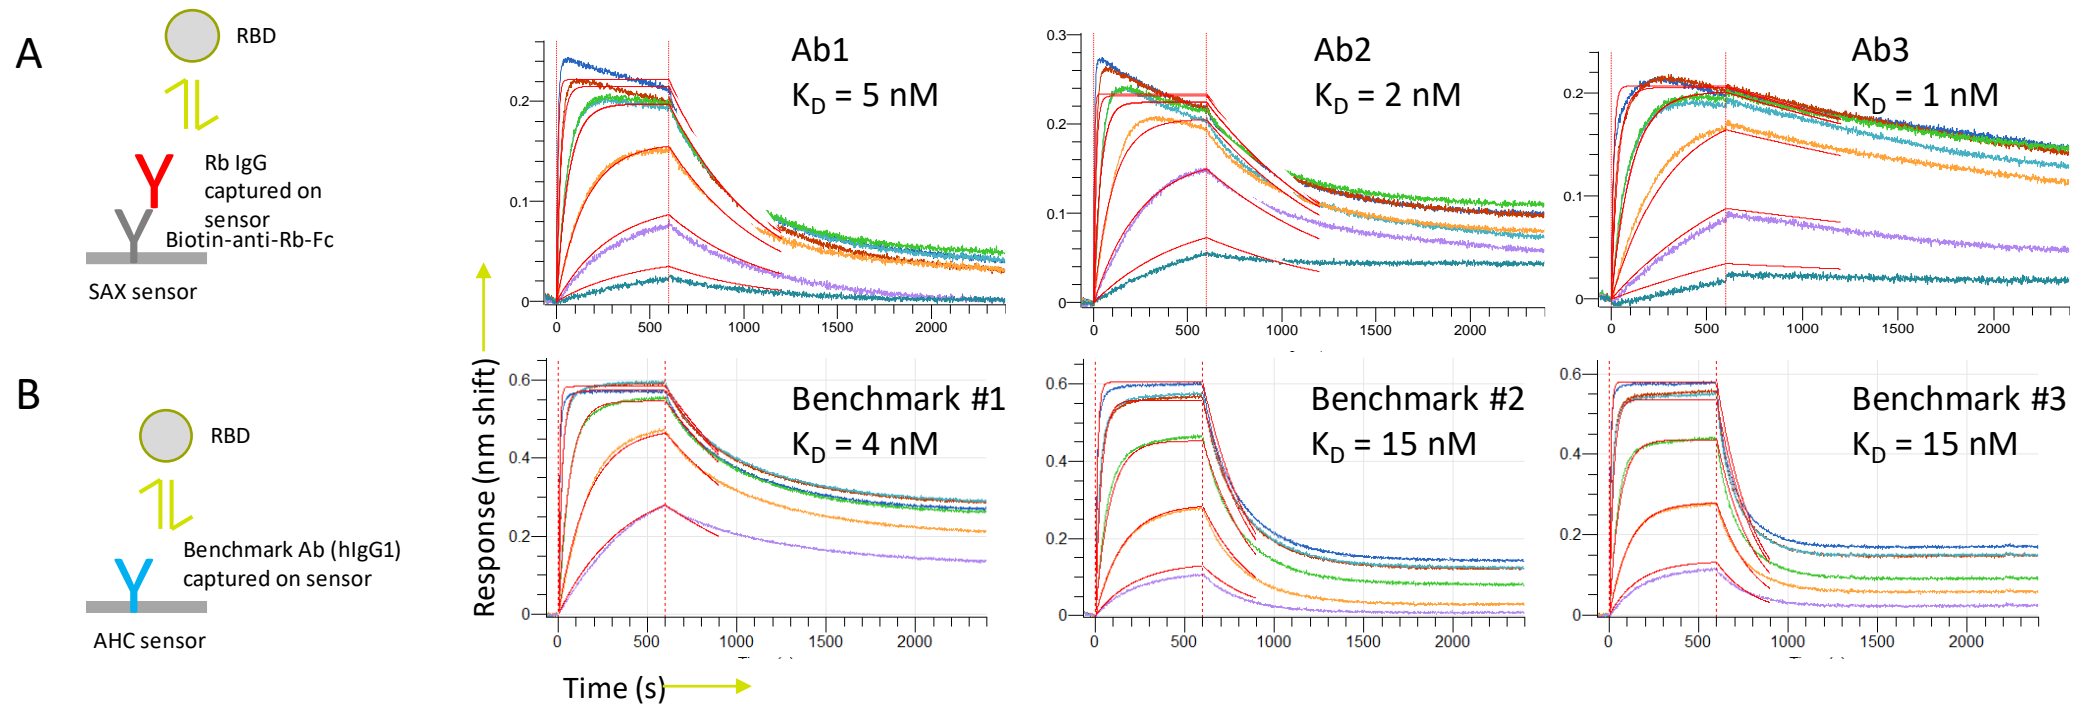 A
RBD
Rb IgG
captured on
sensor
Biotin-anti-Rb-Fc
SAX sensor
Ab1
K_D = 5 nM
0.2
0.1
0
0 500 1000 1500 2000
Ab2
K_D = 2 nM
0.3
0.2
0.1
0
0 500 1000 1500 2000
Ab3
K_D = 1 nM
0.2
0.1
0
0 500 1000 1500 2000
B
RBD
Benchmark Ab (hIgG1)
captured on sensor
AHC sensor
Response (nm shift)
Benchmark #1
K_D = 4 nM
0.6
0.4
0.2
0
0 500 1000 1500 2000
Benchmark #2
K_D = 15 nM
0.6
0.4
0.2
0
0 500 1000 1500 2000
Benchmark #3
K_D = 15 nM
0.6
0.4
0.2
0
0 500 1000 1500 2000
Time (s)